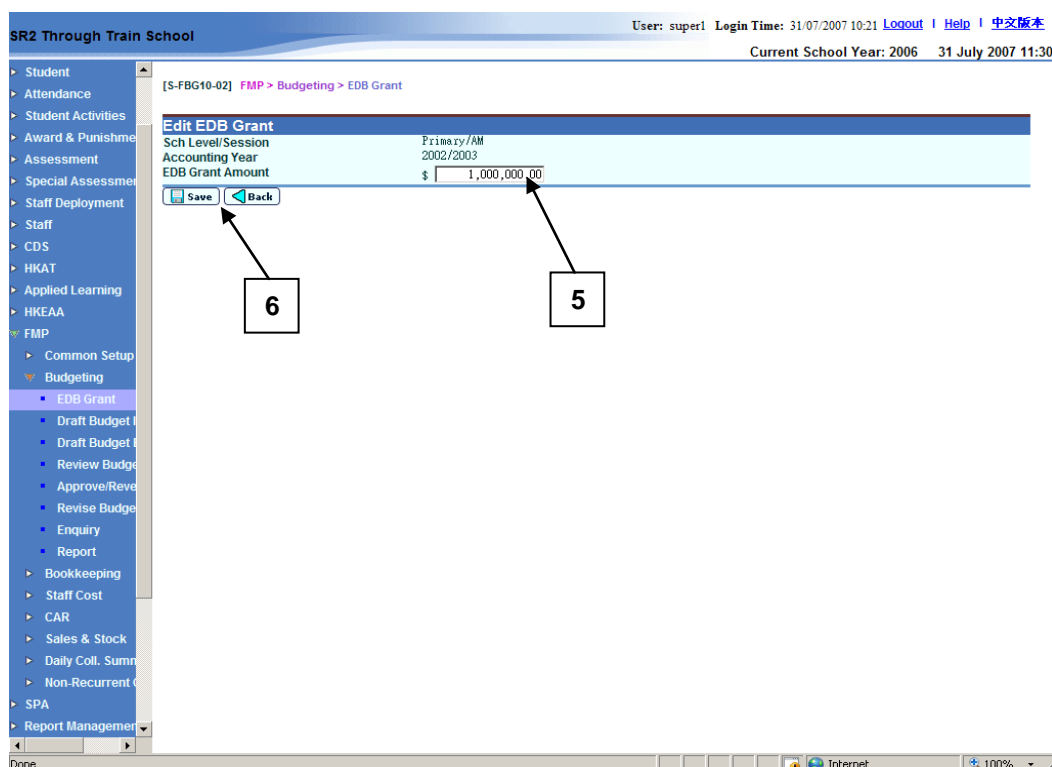 SR2 Through Train School
User: super1 Login Time: 31/07/2007 10:21 Logout | Help | 中文版本
Current School Year: 2006 31 July 2007 11:30
[S-FBG10-02] FMP > Budgeting > EDB Grant
Edit EDB Grant
Sch Level/Session Primary/AM
Accounting Year 2002/2003
EDB Grant Amount $ 1,000,000.00
Save Back
6
5
Student
Attendance
Student Activities
Award & Punishme
Assessment
Special Assessmer
Staff Deployment
Staff
CDS
HKAT
Applied Learning
HKEAA
FMP
Common Setup
Budgeting
EDB Grant
Draft Budget I
Draft Budget E
Review Budge
Approve/Reve
Revise Budge
Enquiry
Report
Bookkeeping
Staff Cost
CAR
Sales & Stock
Daily Coll. Summ
Non-Recurrent
SPA
Report Managemen
Done Internet 100%